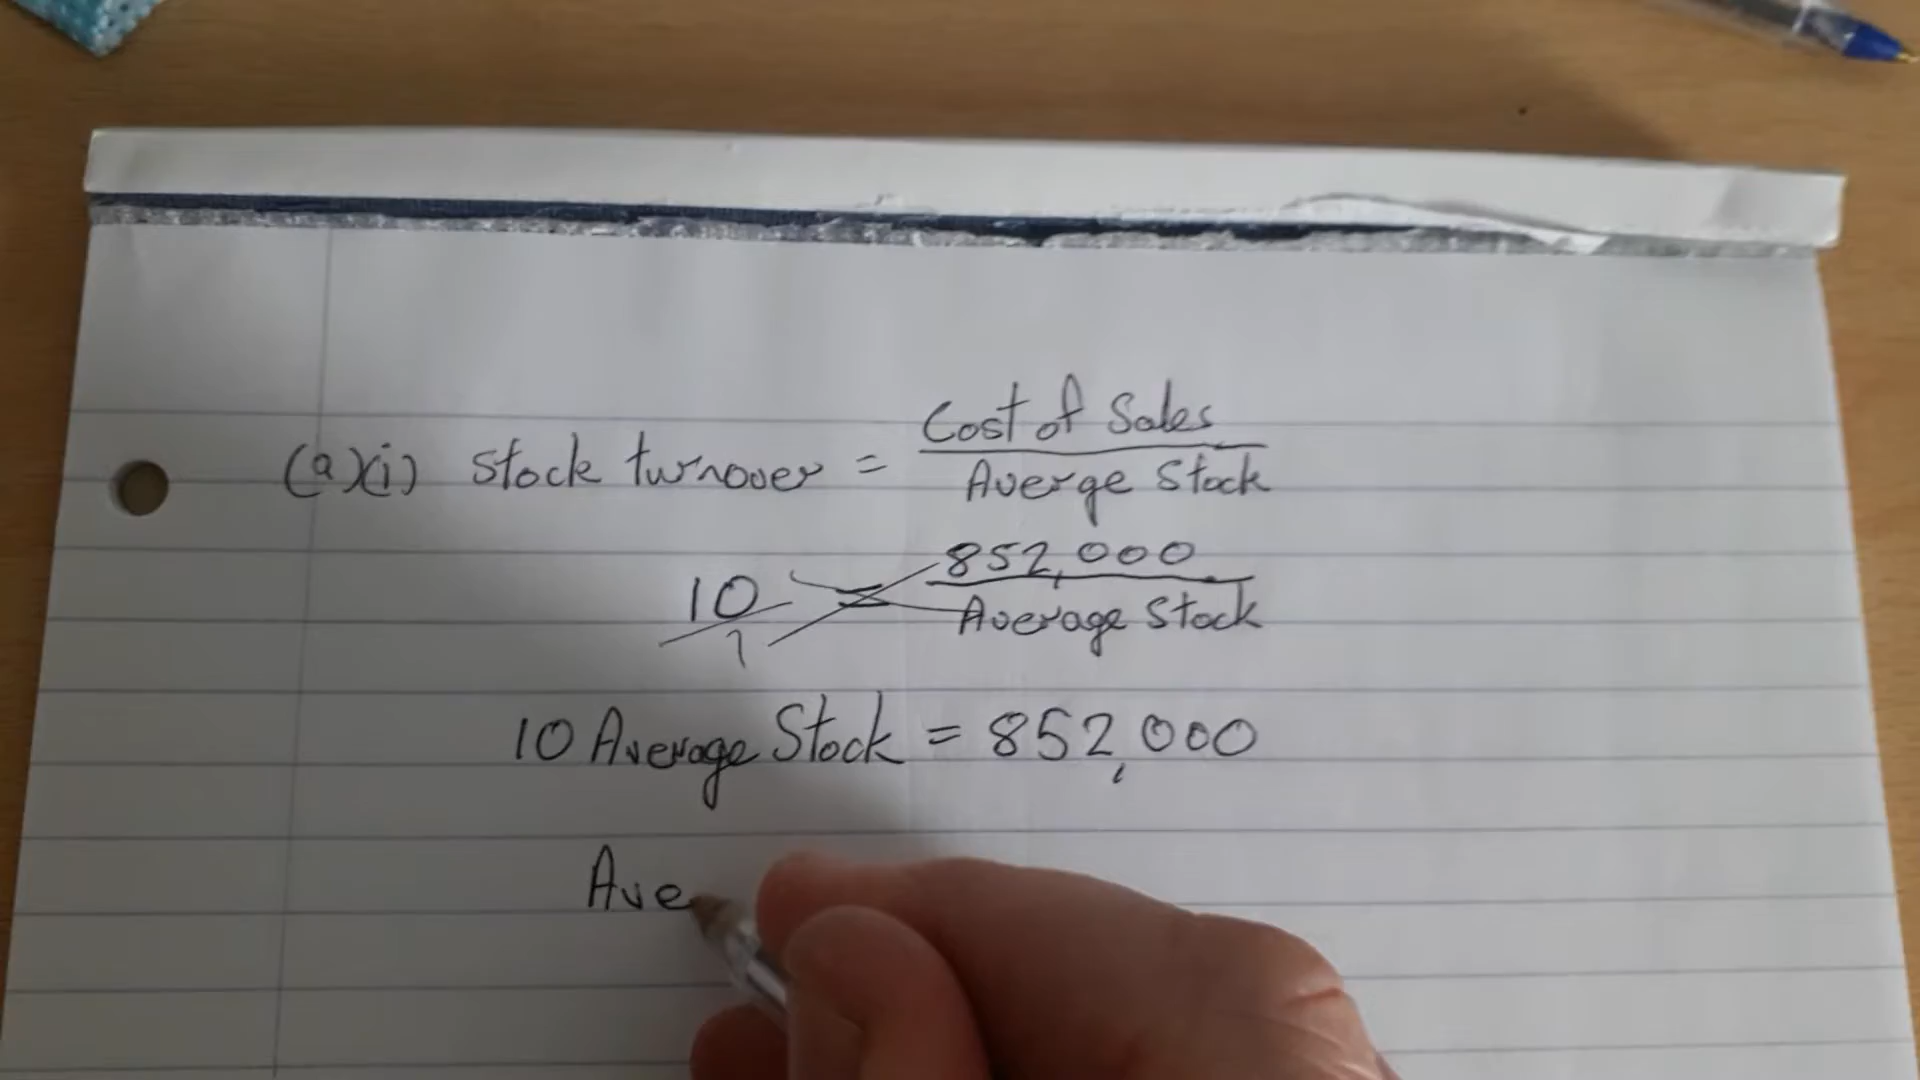 (a)(i) Stock turnover = Cost of Sales
Averge Stock
10 = 852,000
1 Average Stock
10 Average Stock = 852,000
Ave